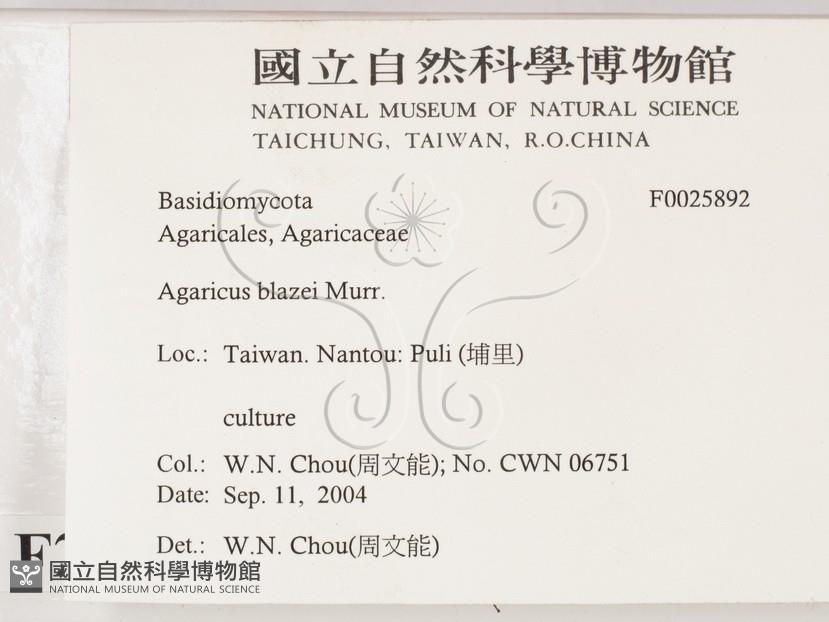 國立自然科學博物館
NATIONAL MUSEUM OF NATURAL SCIENCE
TAICHUNG, TAIWAN, R.O.CHINA
Basidiomycota F0025892
Agaricales, Agaricaceae
Agaricus blazei Murr.
Loc.: Taiwan. Nantou: Puli (埔里)
culture
Col.: W.N. Chou(周文能); No. CWN 06751
Date: Sep. 11, 2004
Det.: W.N. Chou(周文能)
國立自然科學博物館
NATIONAL MUSEUM OF NATURAL SCIENCE